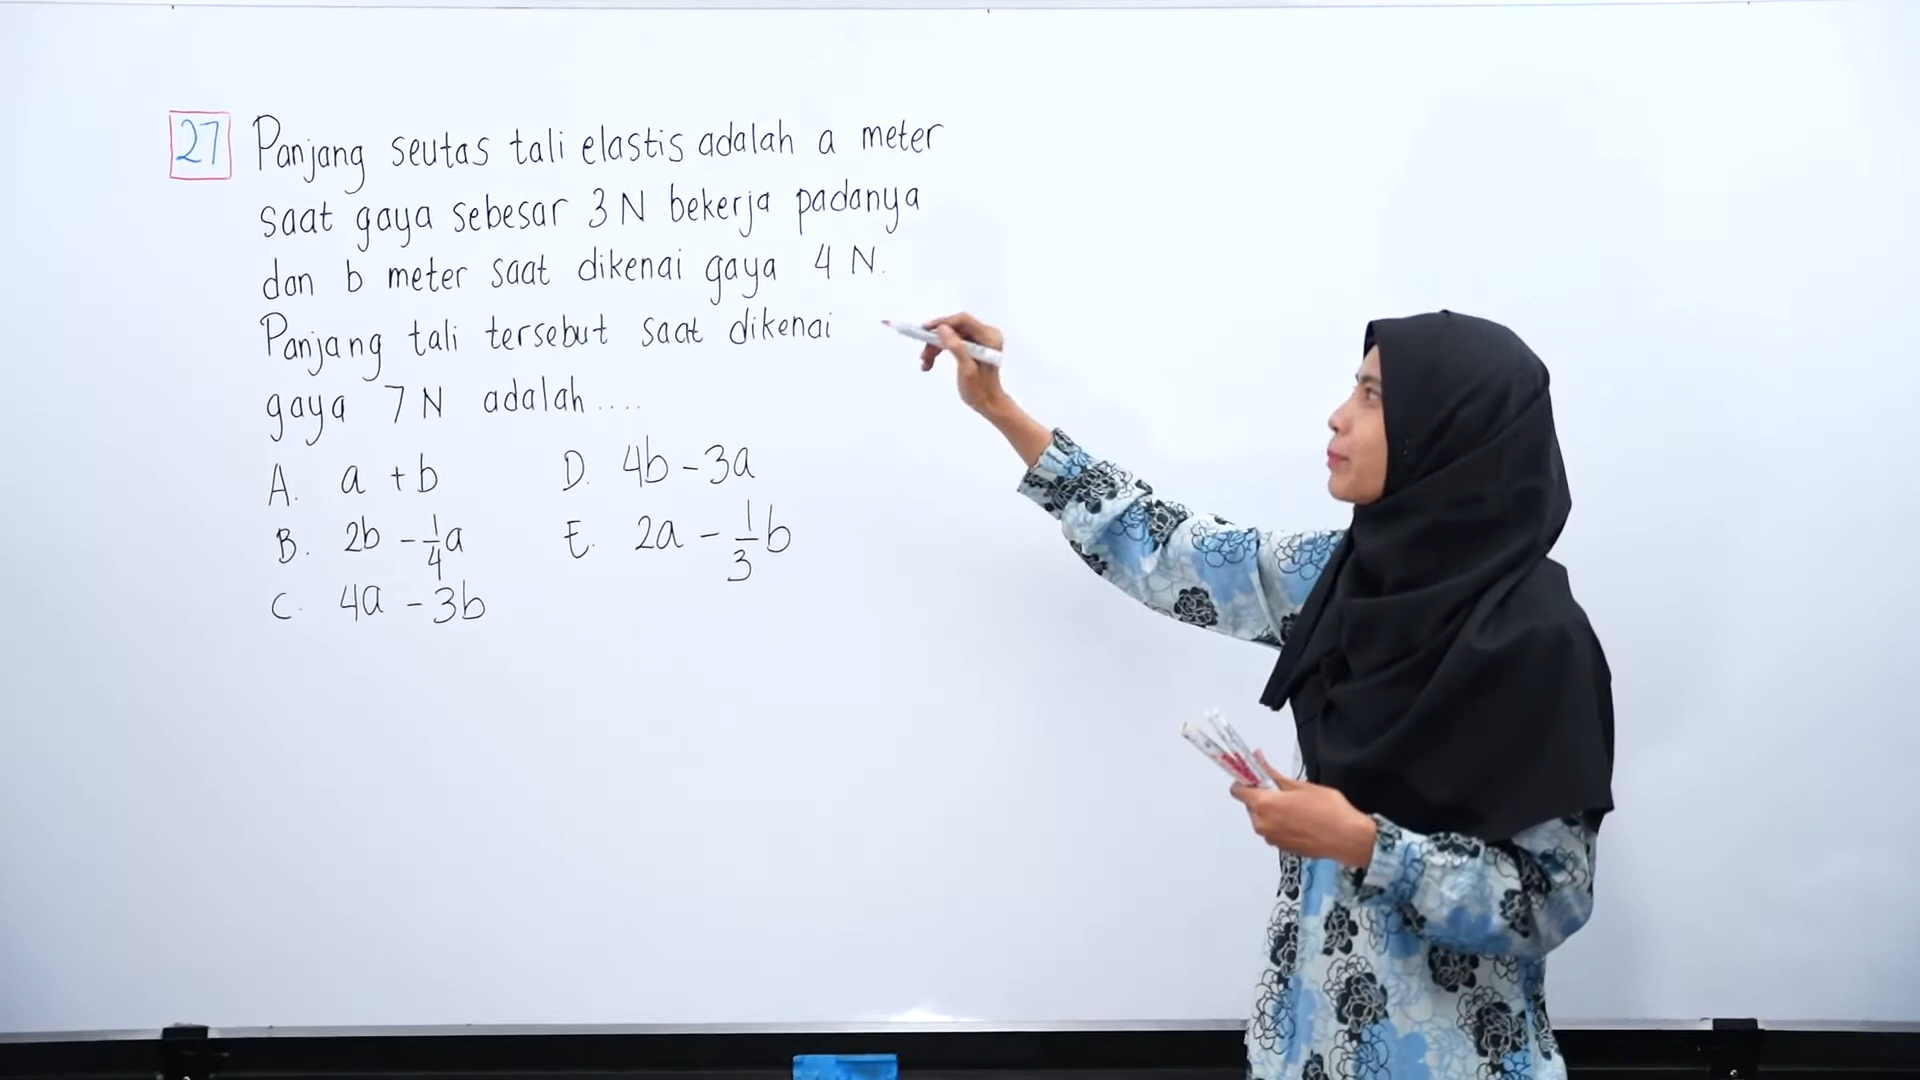 27 Panjang seutas tali elastis adalah a meter
saat gaya sebesar 3 N bekerja padanya
dan b meter saat dikenai gaya 4 N.
Panjang tali tersebut saat dikenai
gaya 7 N adalah ....
A. a + b D. 4b - 3a
B. 2b - 1/4 a E. 2a - 1/3 b
C. 4a - 3b